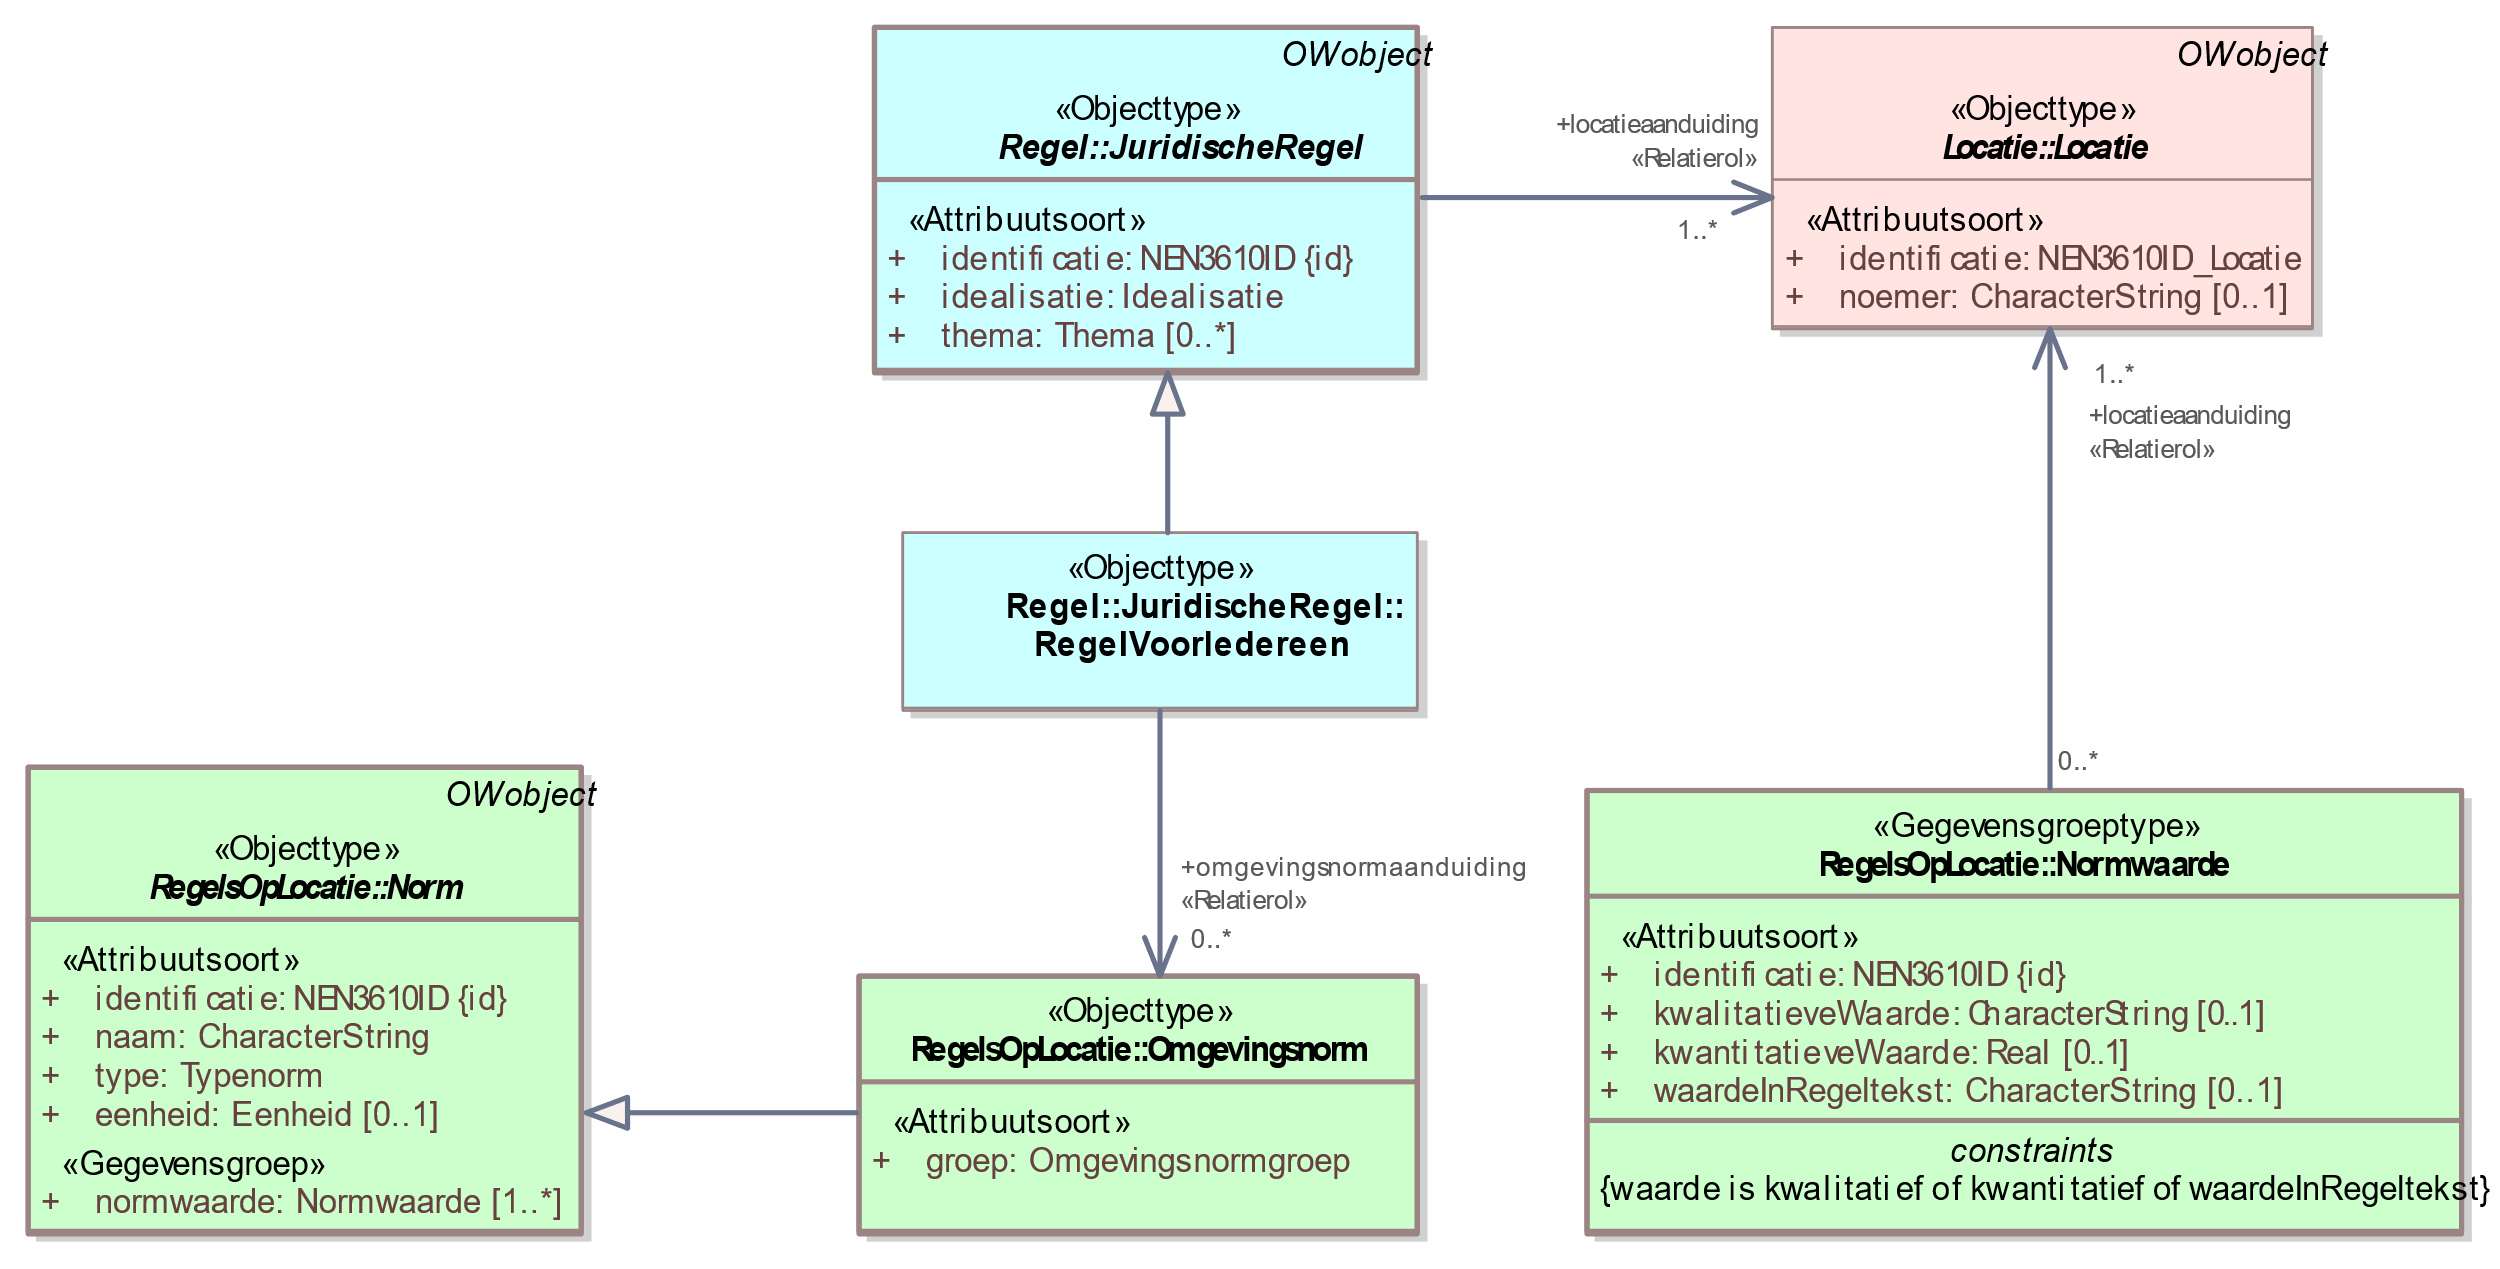 OWobject
«Objecttype»
Regel::JuridischeRegel
«Attribuutsoort»
+ identificatie: NEN3610ID {id}
+ idealisatie: Idealisatie
+ thema: Thema [0..*]
+locatieaanduiding
«Relatierol»
1..*
OWobject
«Objecttype»
Locatie::Locatie
«Attribuutsoort»
+ identificatie: NEN3610ID_Locatie
+ noemer: CharacterString [0..1]
1..*
+locatieaanduiding
«Relatierol»
0..*
«Objecttype»
Regel::JuridischeRegel::
RegelVoorIedereen
+omgevingsnormaanduiding
«Relatierol»
0..*
OWobject
«Objecttype»
RegelsOpLocatie::Norm
«Attribuutsoort»
+ identificatie: NEN3610ID {id}
+ naam: CharacterString
+ type: Typenorm
+ eenheid: Eenheid [0..1]
«Gegevensgroep»
+ normwaarde: Normwaarde [1..*]
«Objecttype»
RegelsOpLocatie::Omgevingsnorm
«Attribuutsoort»
+ groep: Omgevingsnormgroep
«Gegevensgroeptype»
RegelsOpLocatie::Normwaarde
«Attribuutsoort»
+ identificatie: NEN3610ID {id}
+ kwalitatieveWaarde: CharacterString [0..1]
+ kwantitatieveWaarde: Real [0..1]
+ waardeInRegeltekst: CharacterString [0..1]
constraints
{waarde is kwalitatief of kwantitatief of waardeInRegeltekst}